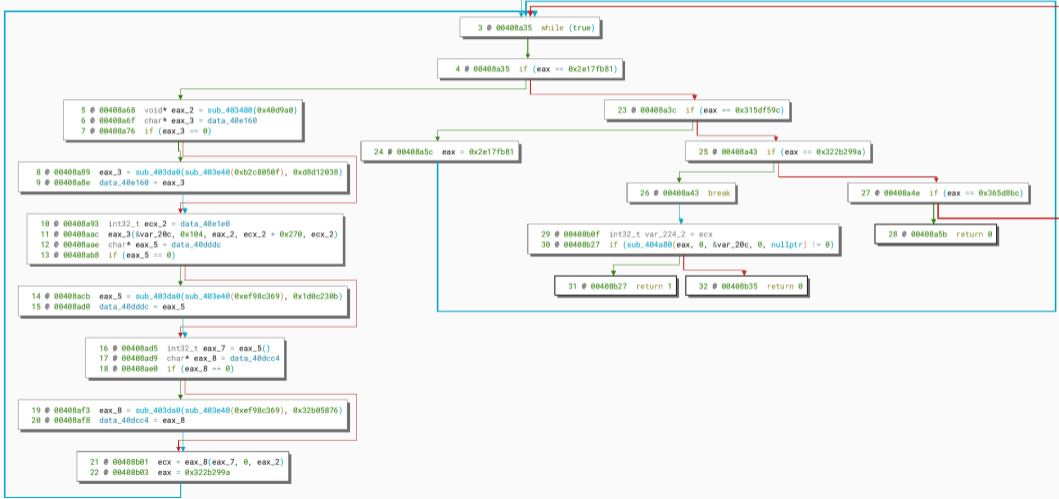 3 @ 00408a35 while (true)
4 @ 00408a35 if (eax == 0x2e17fb81)
5 @ 00408a68 void* eax_2 = sub_403480(0x40d9a0)
6 @ 00408a6f char* eax_3 = data_40e160
7 @ 00408a76 if (eax_3 == 0)
23 @ 00408a3c if (eax == 0x315df59c)
24 @ 00408a5c eax = 0x2e17fb81
25 @ 00408a43 if (eax == 0x322b299a)
8 @ 00408a89 eax_3 = sub_403da0(sub_403e40(0xb2c8050f), 0xd8d12038)
9 @ 00408a8e data_40e160 = eax_3
26 @ 00408a43 break
27 @ 00408a4e if (eax == 0x365d8bc)
10 @ 00408a93 int32_t ecx_2 = data_40e1e0
11 @ 00408aac eax_3(&var_20c, 0x104, eax_2, ecx_2 + 0x270, ecx_2)
12 @ 00408aae char* eax_5 = data_40dddc
13 @ 00408ab8 if (eax_5 == 0)
29 @ 00408b0f int32_t var_224_2 = ecx
30 @ 00408b27 if (sub_404a80(eax, 0, &var_20c, 0, nullptr) != 0)
28 @ 00408a5b return 0
31 @ 00408b27 return 1
32 @ 00408b35 return 0
14 @ 00408acb eax_5 = sub_403da0(sub_403e40(0xef98c369), 0x1d0c230b)
15 @ 00408ad0 data_40dddc = eax_5
16 @ 00408ad5 int32_t eax_7 = eax_5()
17 @ 00408ad9 char* eax_8 = data_40dcc4
18 @ 00408ae0 if (eax_8 == 0)
19 @ 00408af3 eax_8 = sub_403da0(sub_403e40(0xef98c369), 0x32b05876)
20 @ 00408af8 data_40dcc4 = eax_8
21 @ 00408b01 ecx = eax_8(eax_7, 0, eax_2)
22 @ 00408b03 eax = 0x322b299a